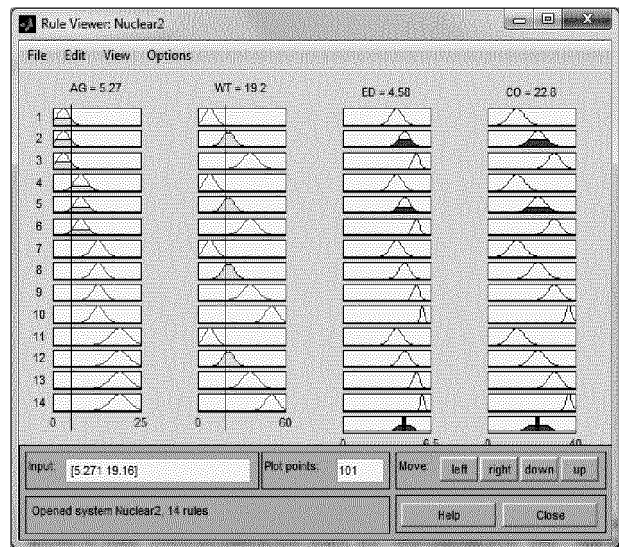 Rule Viewer: Nuclear2
File Edit View Options
AG = 5.27 WT = 19.2 ED = 4.58 CO = 22.8
1
2
3
4
5
6
7
8
9
10
11
12
13
14
0 25 0 60
0 6.5 0 40
Input: [5.271 19.16] Plot points: 101 Move: left right down up
Opened system Nuclear2, 14 rules Help Close